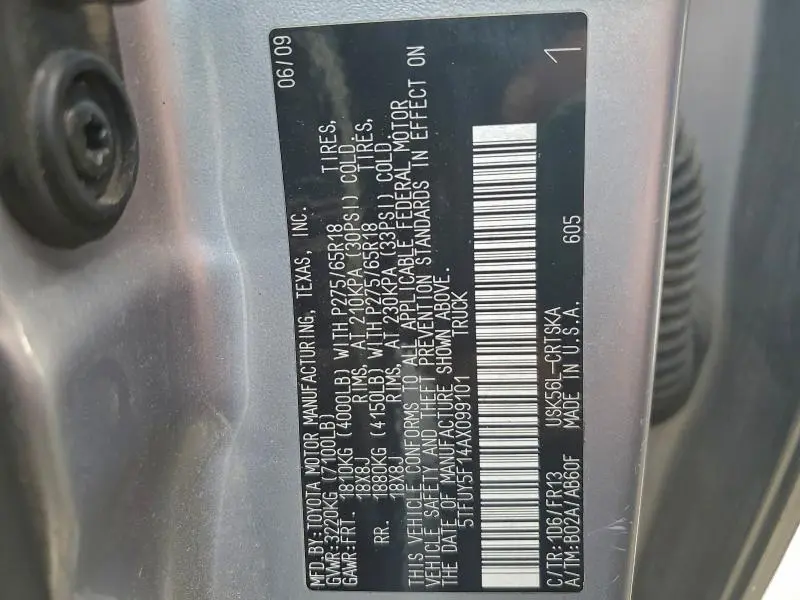 MFD.BY:TOYOTA MOTOR MANUFACTURING, TEXAS, INC. 06/09
GVWR:3220KG (7100LB)
GAWR:FRT. 1810KG (4000LB) WITH P275/65R18 TIRES,
18X8J RIMS, AT 210KPA (30PSI) COLD.
RR. 1880KG (4150LB) WITH P275/65R18 TIRES,
18X8J RIMS, AT 230KPA (33PSI) COLD.
THIS VEHICLE CONFORMS TO ALL APPLICABLE FEDERAL MOTOR
VEHICLE SAFETY AND THEFT PREVENTION STANDARDS IN EFFECT ON
THE DATE OF MANUFACTURE SHOWN ABOVE.
5TFUY5F14AX099101 TRUCK
C/TR:1D6/FR13 USK56L-CRTSKA 605
A/TM:B02A/AB60F MADE IN U.S.A. 1